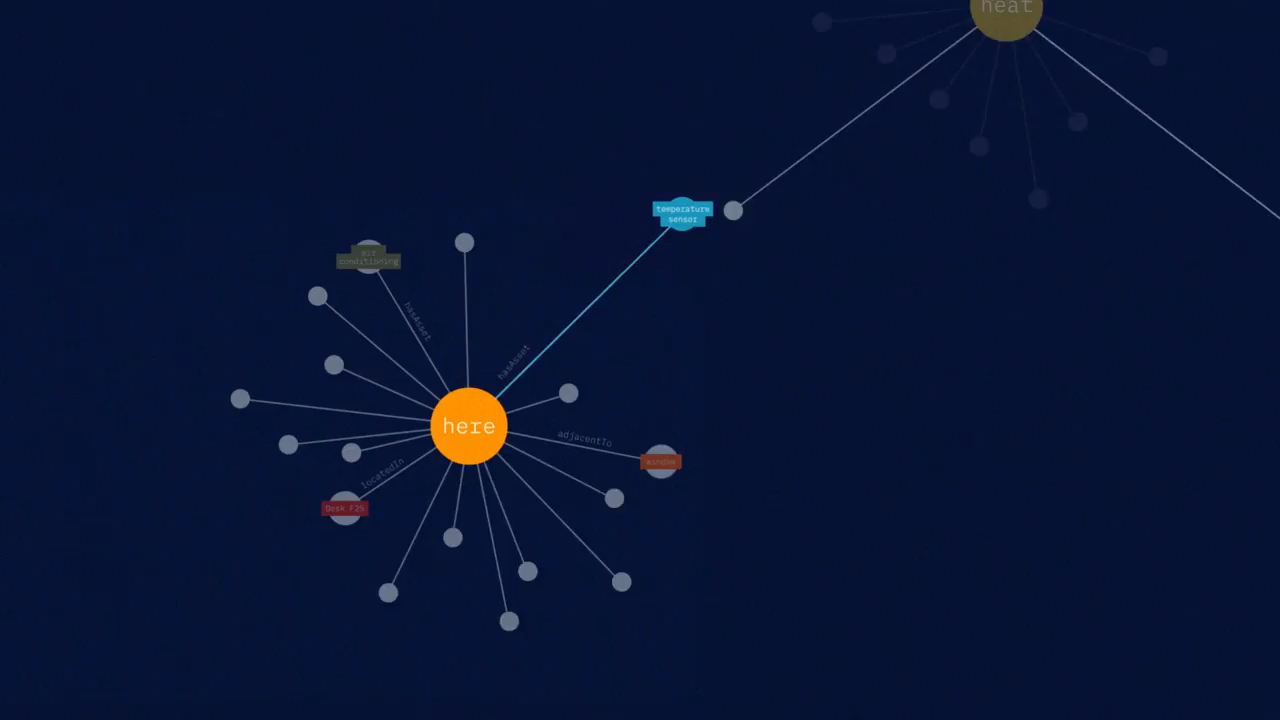 heat
temperature
sensor
air
conditioning
hasAsset
hasAsset
here
adjacentTo
window
locatedIn
Desk F25